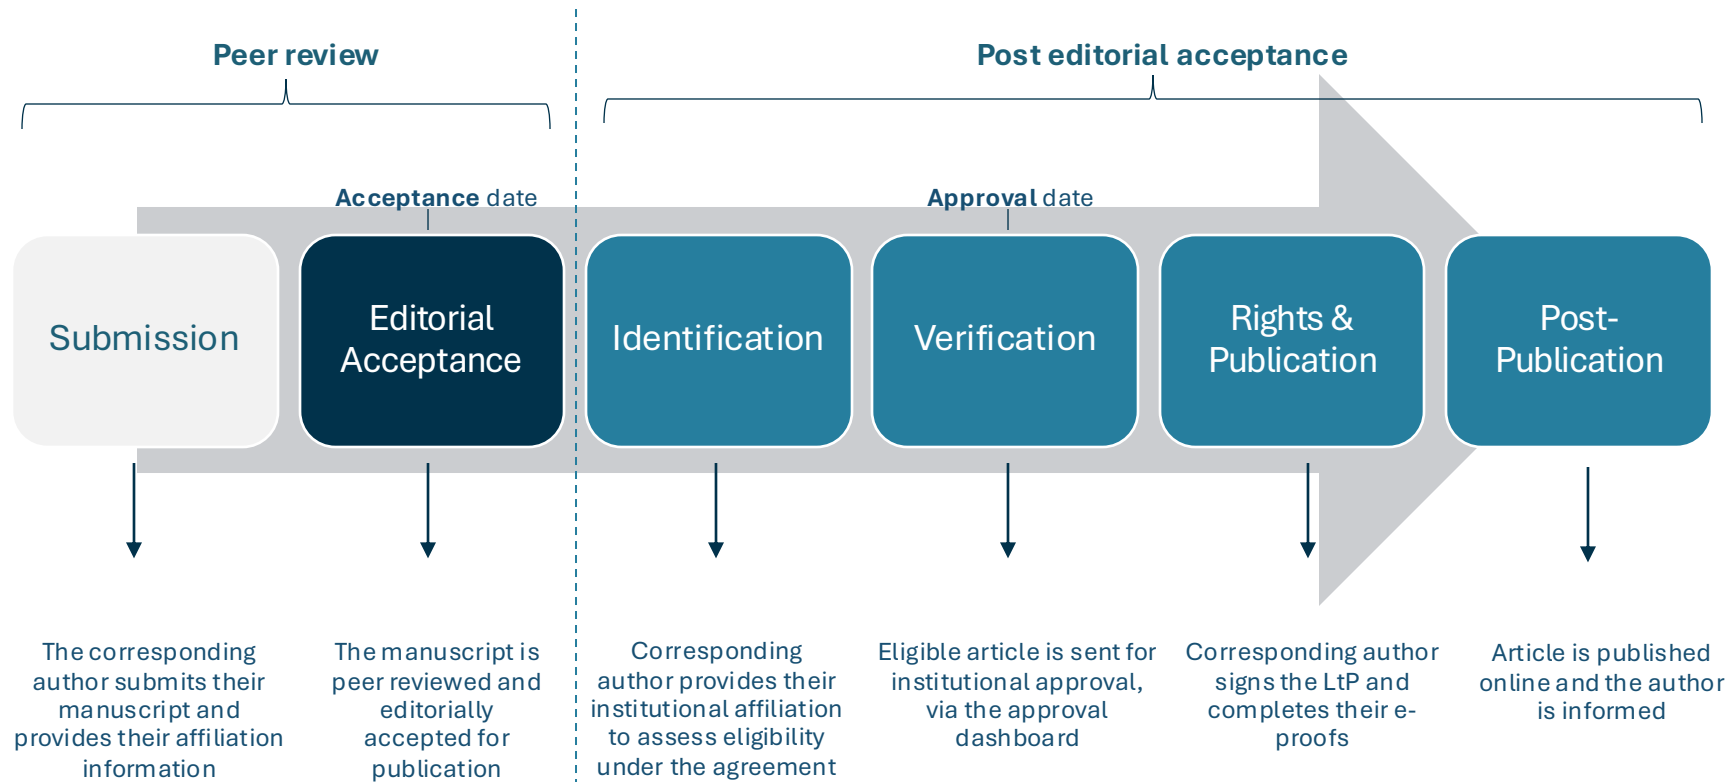 Peer review
Post editorial acceptance
Acceptance date
Approval date
Submission
Editorial
Acceptance
Identification
Verification
Rights &
Publication
Post-
Publication
The corresponding
author submits their
manuscript and
provides their affiliation
information
The manuscript is
peer reviewed and
editorially
accepted for
publication
Corresponding
author provides their
institutional affiliation
to assess eligibility
under the agreement
Eligible article is sent for
institutional approval,
via the approval
dashboard
Corresponding author
signs the LtP and
completes their e-
proofs
Article is published
online and the author
is informed